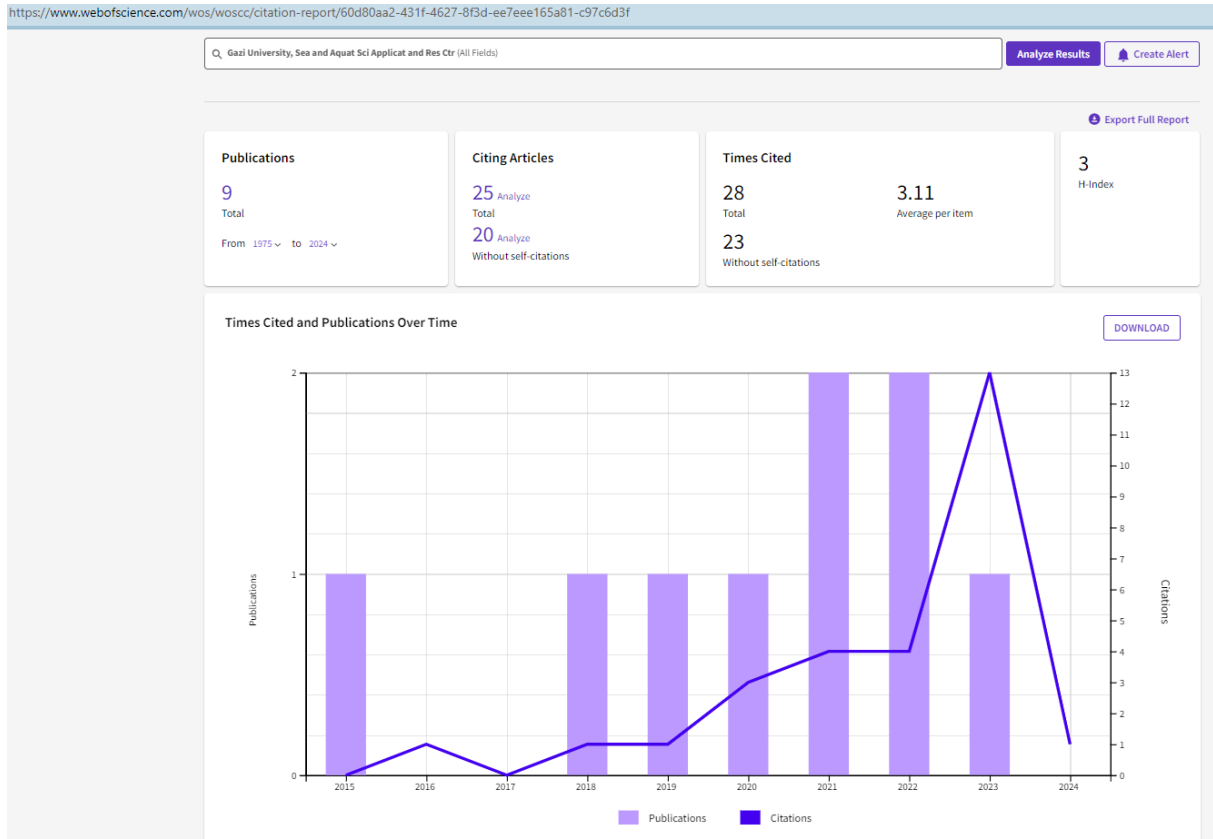 https://www.webofscience.com/wos/woscc/citation-report/60d80aa2-431f-4627-8f3d-ee7eee165a81-c97c6d3f
Gazi University, Sea and Aquat Sci Applicat and Res Ctr (All Fields)
Analyze Results
Create Alert
Export Full Report
Publications
9
Total
From 1975 to 2024
Citing Articles
25 Analyze
Total
20 Analyze
Without self-citations
Times Cited
28
Total
3.11
Average per item
23
Without self-citations
3
H-Index
Times Cited and Publications Over Time
DOWNLOAD
Publications
2
1
0
13
12
11
10
9
8
7
6
5
4
3
2
1
0
Citations
2015 2016 2017 2018 2019 2020 2021 2022 2023 2024
Publications Citations